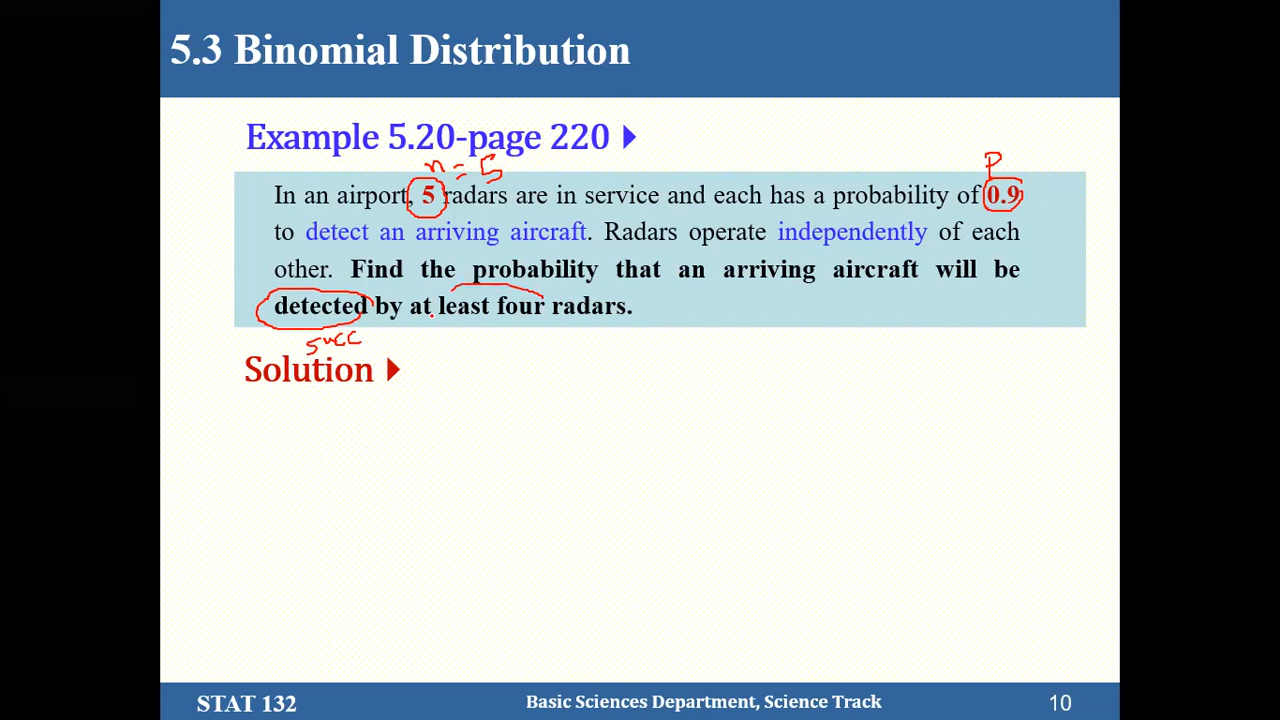 5.3 Binomial Distribution
Example 5.20-page 220
n = 5
P
In an airport, 5 radars are in service and each has a probability of 0.9
to detect an arriving aircraft. Radars operate independently of each
other. Find the probability that an arriving aircraft will be
detected by at least four radars.
succ
Solution
STAT 132
Basic Sciences Department, Science Track
10